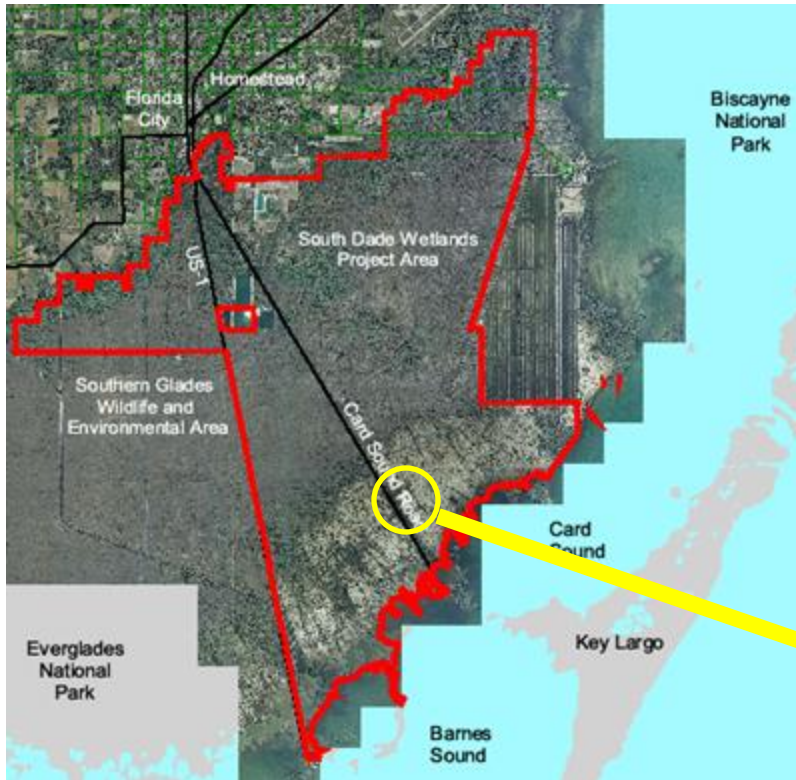 Homestead
Florida
City
Biscayne
National
Park
South Dade Wetlands
Project Area
US-1
Southern Glades
Wildlife and
Environmental Area
Card Sound Road
Card
Sound
Everglades
National
Park
Key Largo
Barnes
Sound